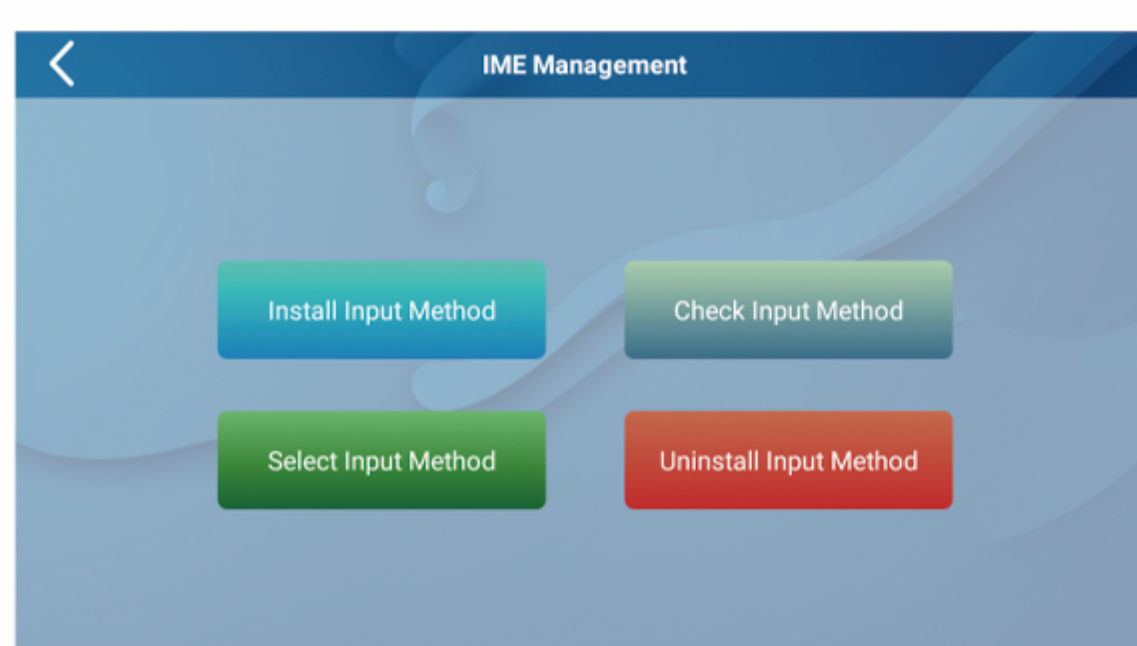 IME Management
Install Input Method
Check Input Method
Select Input Method
Uninstall Input Method